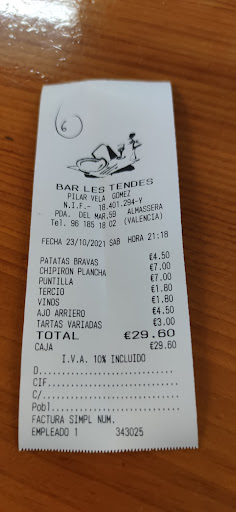 6
BAR LES TENDES
PILAR VELA GOMEZ
N.I.F.- 18.401.294-Y
PDA. DEL MAR,59 ALMASSERA
Tel. 96 185 18 02 (VALENCIA)
FECHA 23/10/2021 SAB HORA 21:18
PATATAS BRAVAS €4.50
CHIPIRON PLANCHA €7.00
PUNTILLA €7.00
TERCIO €1.80
VINOS €1.80
AJO ARRIERO €4.50
TARTAS VARIADAS €3.00
TOTAL €29.60
CAJA €29.60
I.V.A. 10% INCLUIDO
D..............................
CIF............................
C/.............................
Pobl...........................
FACTURA SIMPL NUM.
EMPLEADO 1 343025